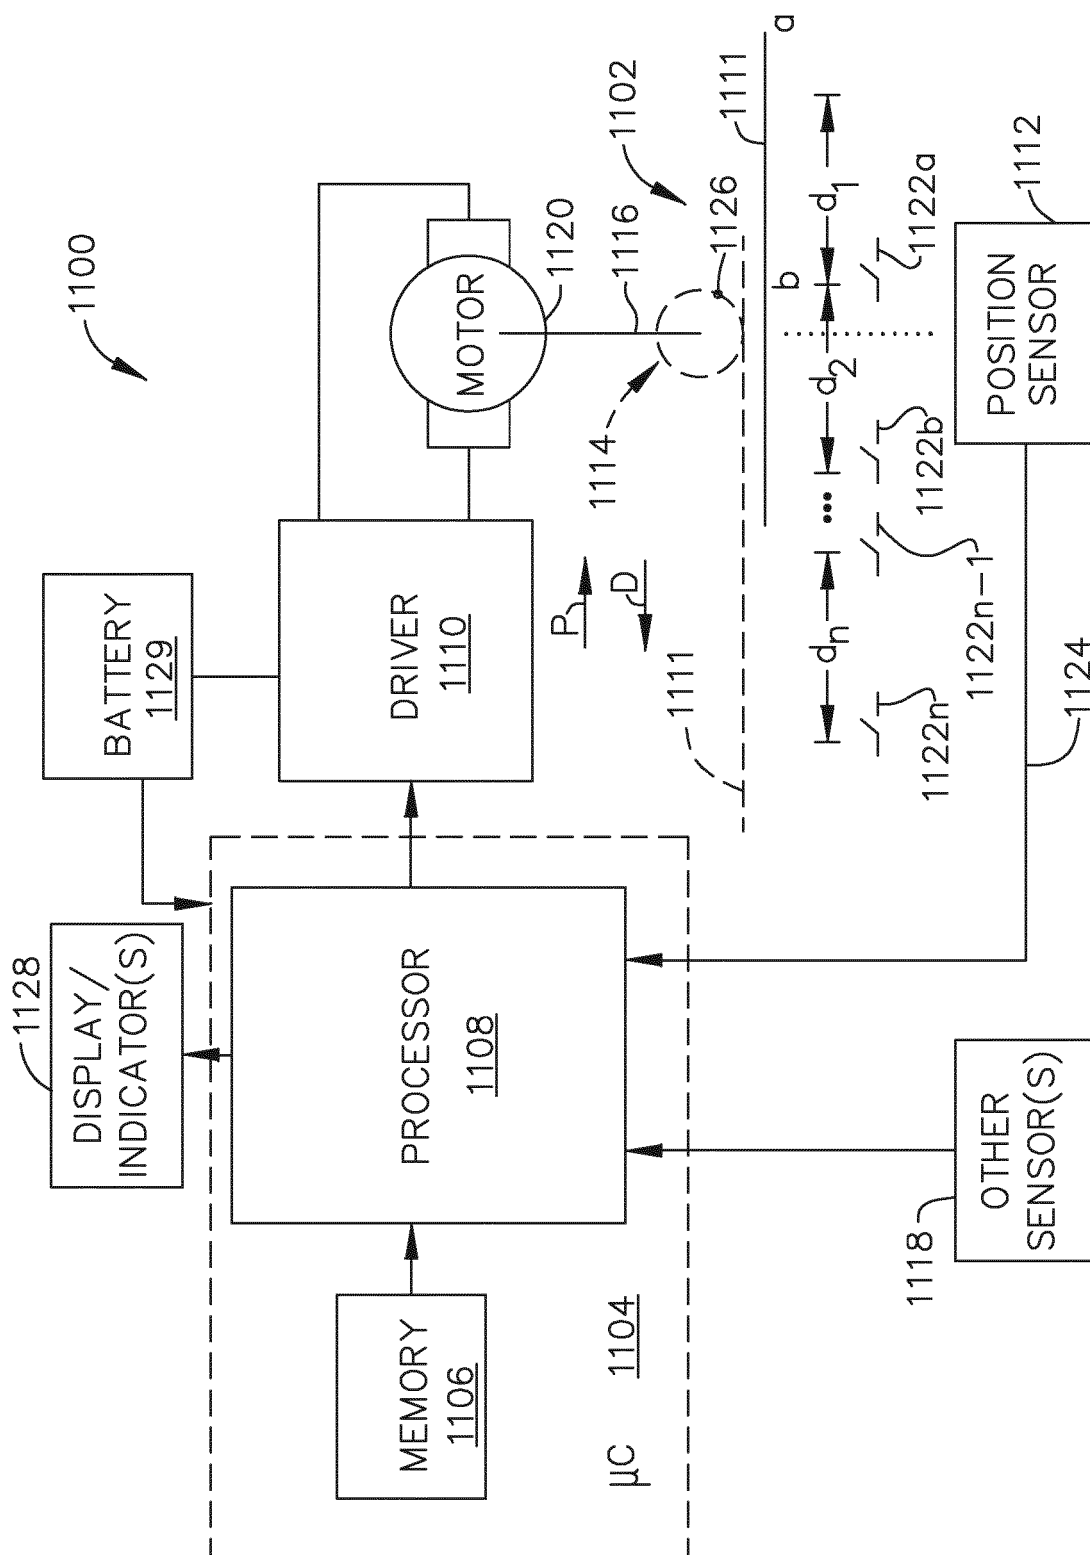 1100
1128
DISPLAY/
INDICATOR(S)
BATTERY
1129
MEMORY
1106
PROCESSOR
1108
DRIVER
1110
MOTOR
1120
1116
1102
1114
1126
P
D
μC
1104
1111
1111
a
b
dn
•••
d2
d1
1122n
1122n-1
1122b
1122a
1118
OTHER
SENSOR(S)
1124
POSITION
SENSOR
1112